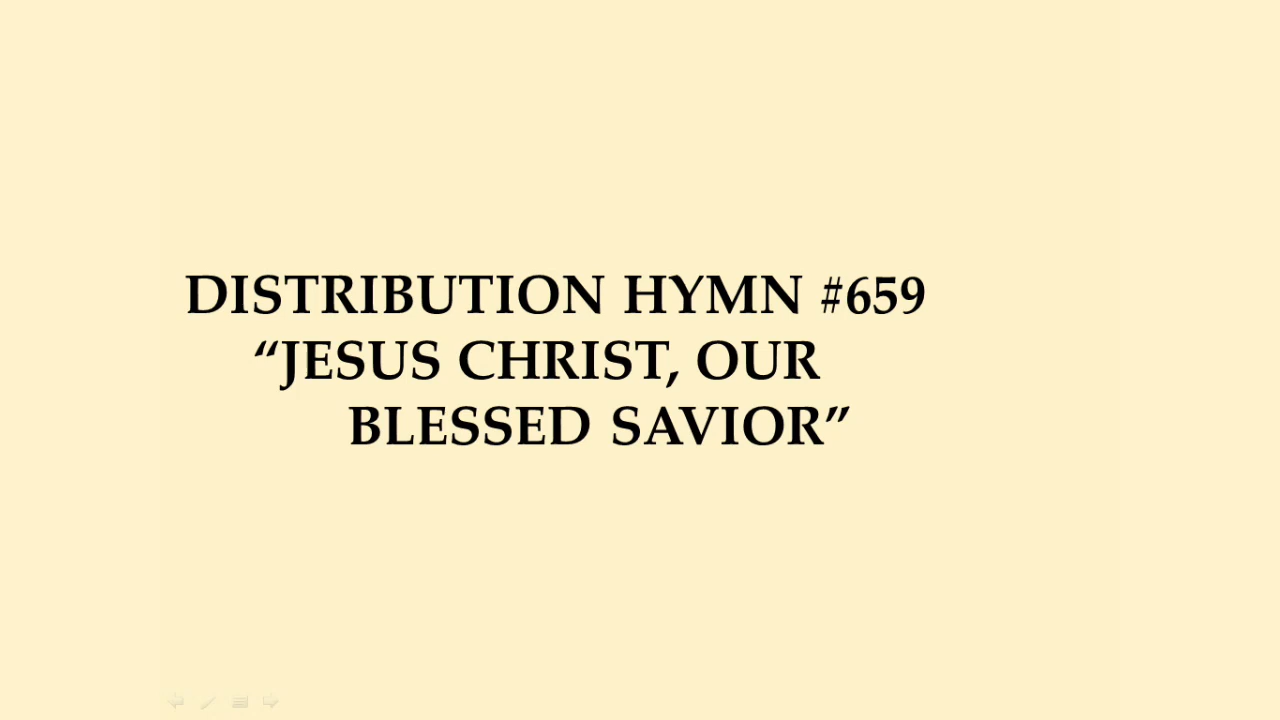 DISTRIBUTION HYMN #659
“JESUS CHRIST, OUR
BLESSED SAVIOR”